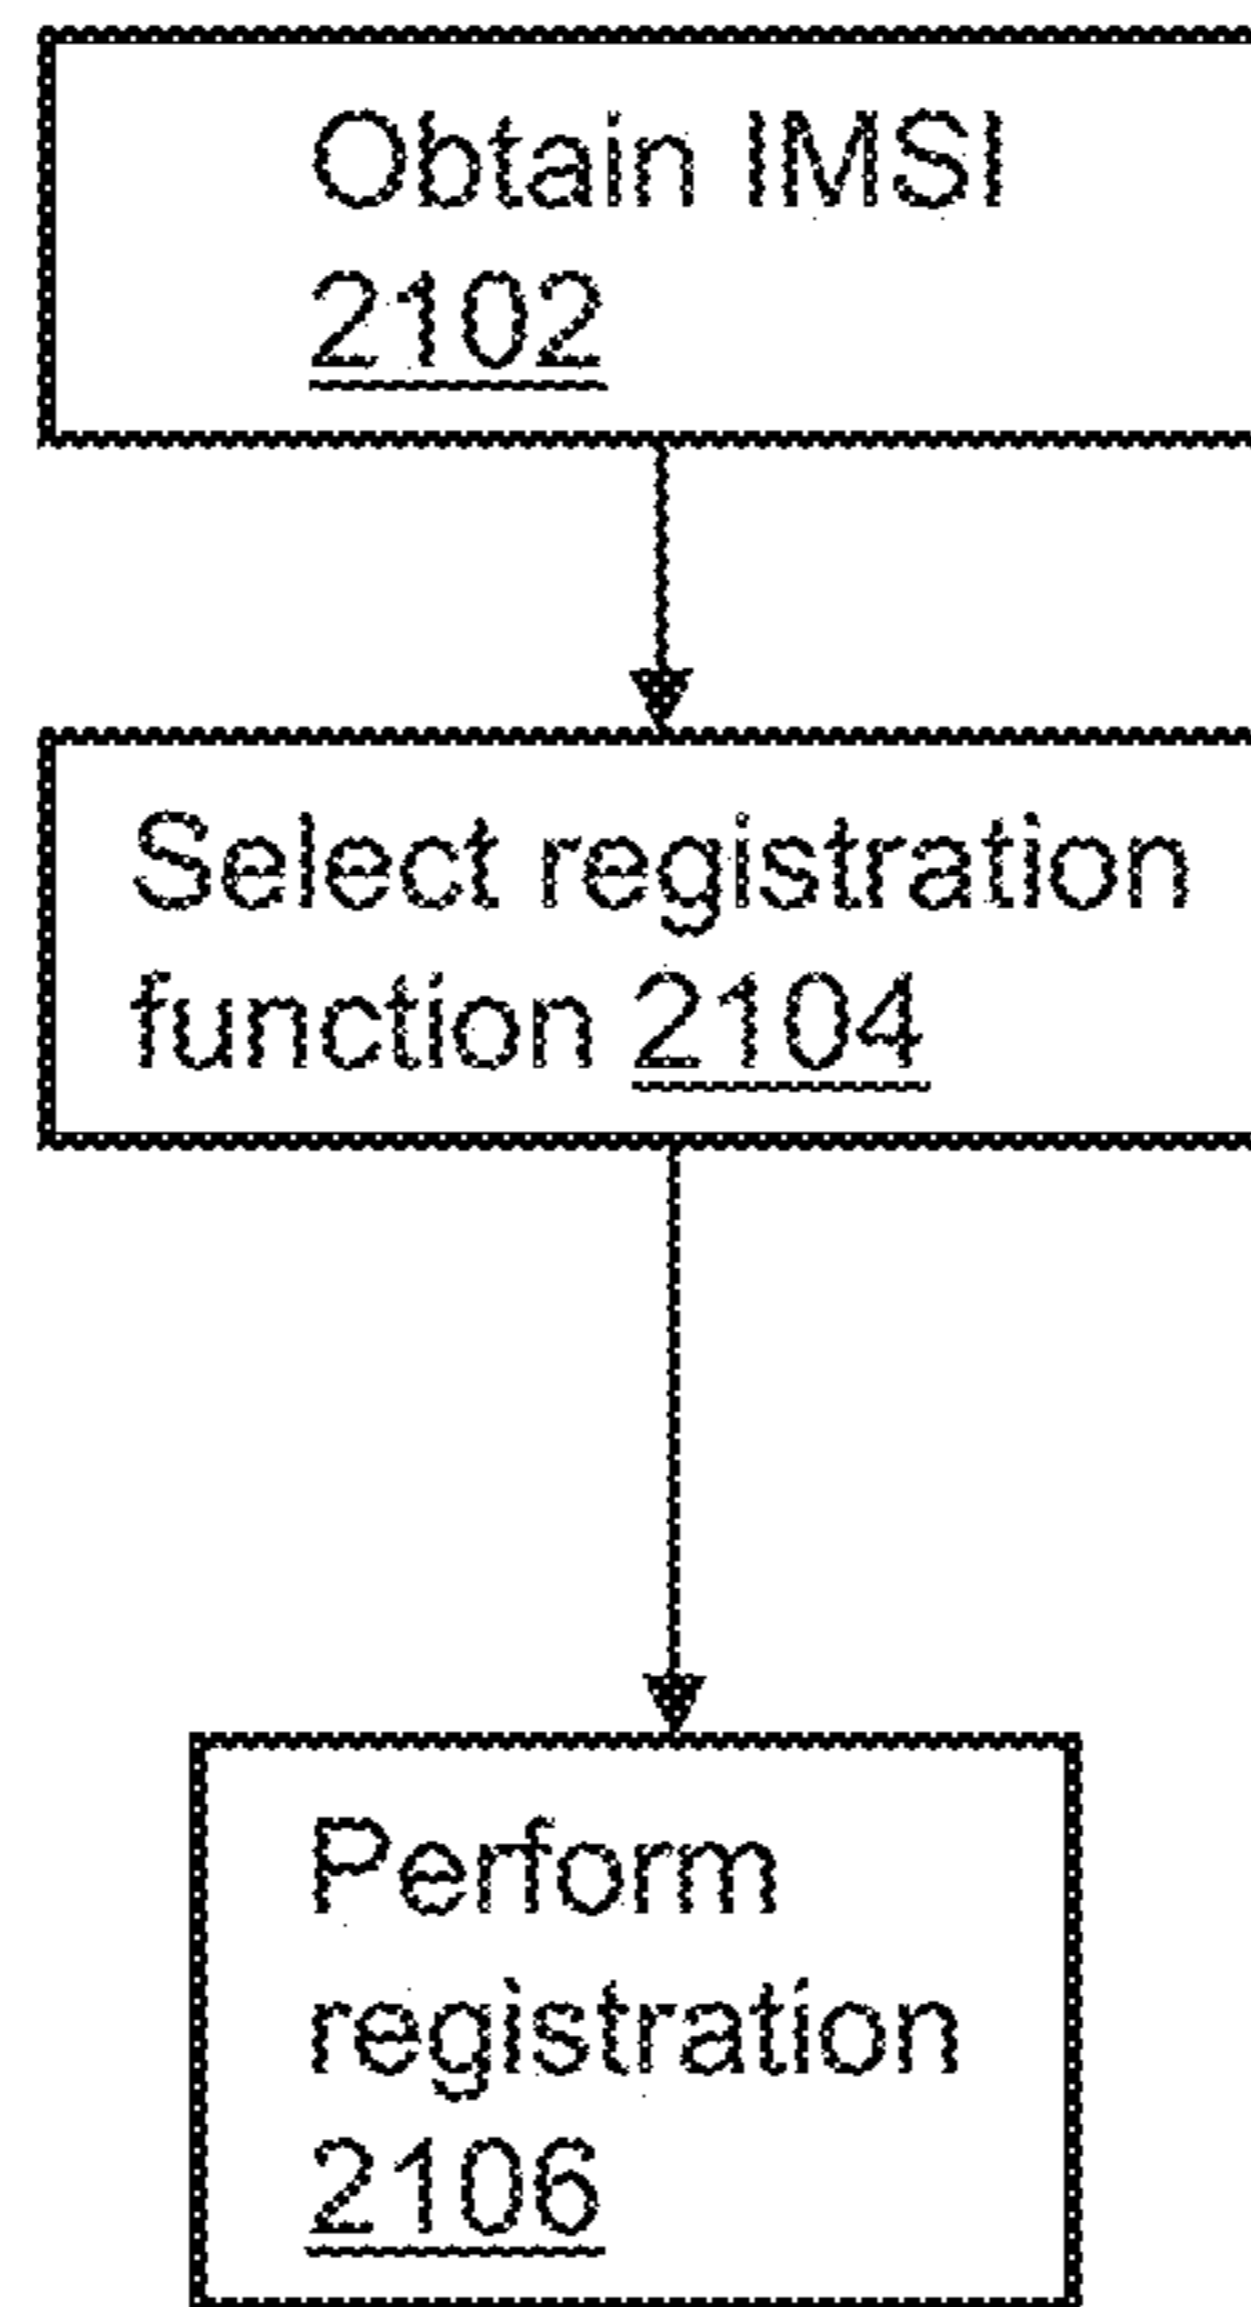 Obtain IMSI
2102
Select registration
function 2104
Perform
registration
2106